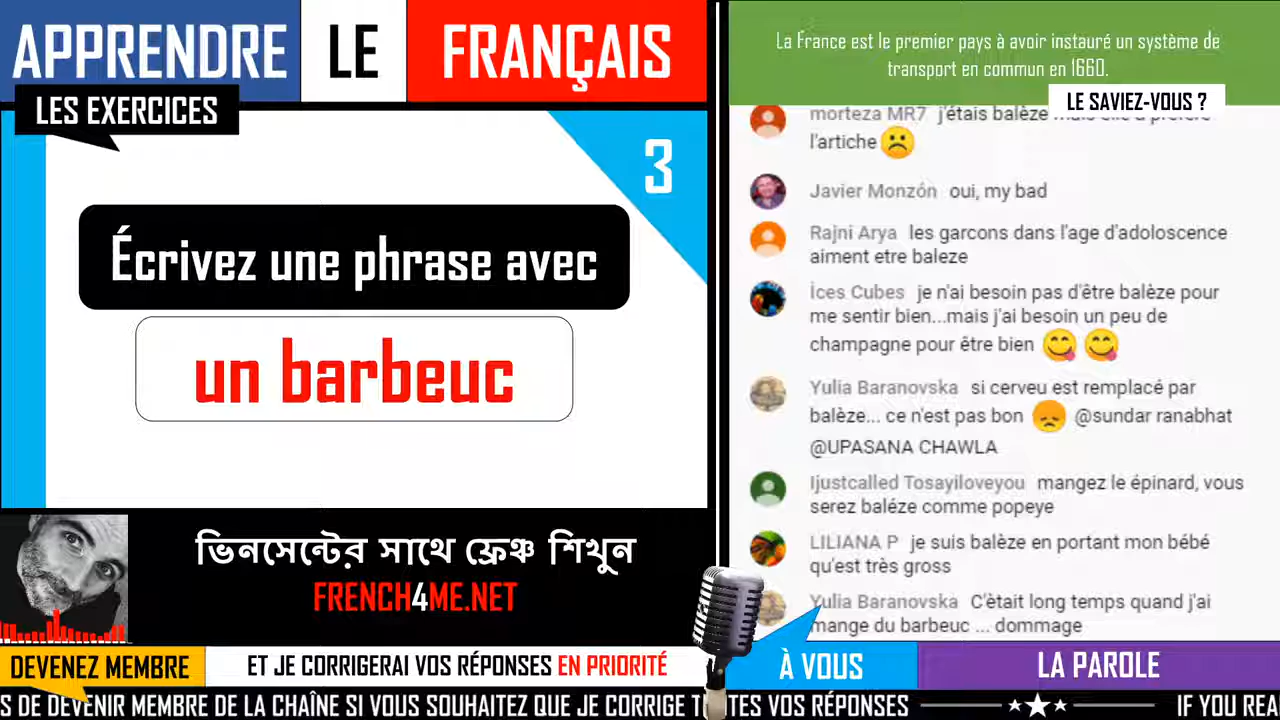 APPRENDRE LE FRANÇAIS
LES EXERCICES
3
Écrivez une phrase avec
un barbeuc
ভিনসেন্টের সাথে ফ্রেঞ্চ শিখুন
FRENCH4ME.NET
DEVENEZ MEMBRE
ET JE CORRIGERAI VOS RÉPONSES EN PRIORITÉ
La France est le premier pays à avoir instauré un système de
transport en commun en 1660.
LE SAVIEZ-VOUS ?
morteza MR7 j'étais balèze mais elle a préféré
l'artiche
Javier Monzón oui, my bad
Rajni Arya les garcons dans l'age d'adoloscence
aiment etre baleze
İces Cubes je n'ai besoin pas d'être balèze pour
me sentir bien...mais j'ai besoin un peu de
champagne pour être bien
Yulia Baranovska si cerveu est remplacé par
balèze... ce n'est pas bon @sundar ranabhat
@UPASANA CHAWLA
Ijustcalled Tosayiloveyou mangez le épinard, vous
serez baléze comme popeye
LILIANA P je suis balèze en portant mon bébé
qu'est très gross
Yulia Baranovska C'ètait long temps quand j'ai
mange du barbeuc ... dommage
À VOUS
LA PAROLE
S DE DEVENIR MEMBRE DE LA CHAÎNE SI VOUS SOUHAITEZ QUE JE CORRIGE T TES VOS RÉPONSES IF YOU REA